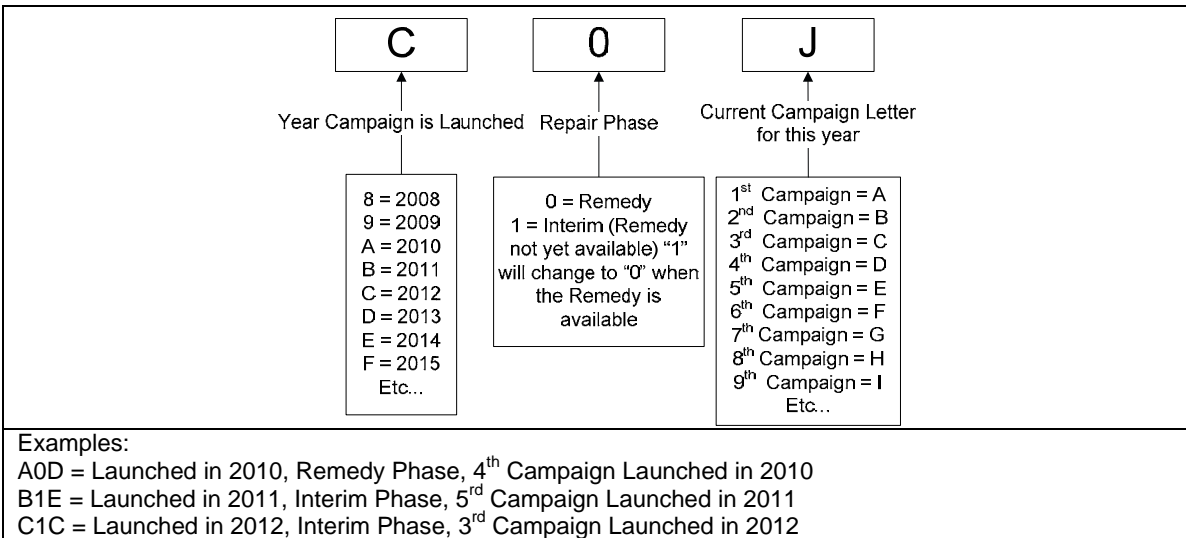 C 0 J
Year Campaign is Launched
Repair Phase
Current Campaign Letter
for this year
8 = 2008
9 = 2009
A = 2010
B = 2011
C = 2012
D = 2013
E = 2014
F = 2015
Etc...
0 = Remedy
1 = Interim (Remedy
not yet available) “1”
will change to “0” when
the Remedy is
available
1st Campaign = A
2nd Campaign = B
3rd Campaign = C
4th Campaign = D
5th Campaign = E
6th Campaign = F
7th Campaign = G
8th Campaign = H
9th Campaign = I
Etc...
Examples:
A0D = Launched in 2010, Remedy Phase, 4th Campaign Launched in 2010
B1E = Launched in 2011, Interim Phase, 5rd Campaign Launched in 2011
C1C = Launched in 2012, Interim Phase, 3rd Campaign Launched in 2012